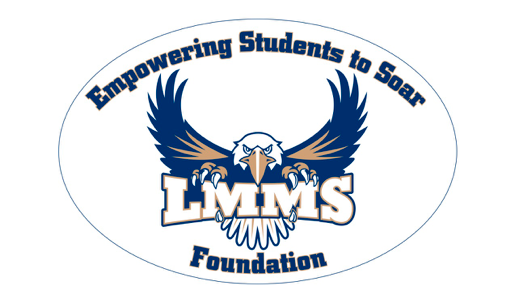 Empowering Students to Soar
LMMS
Foundation